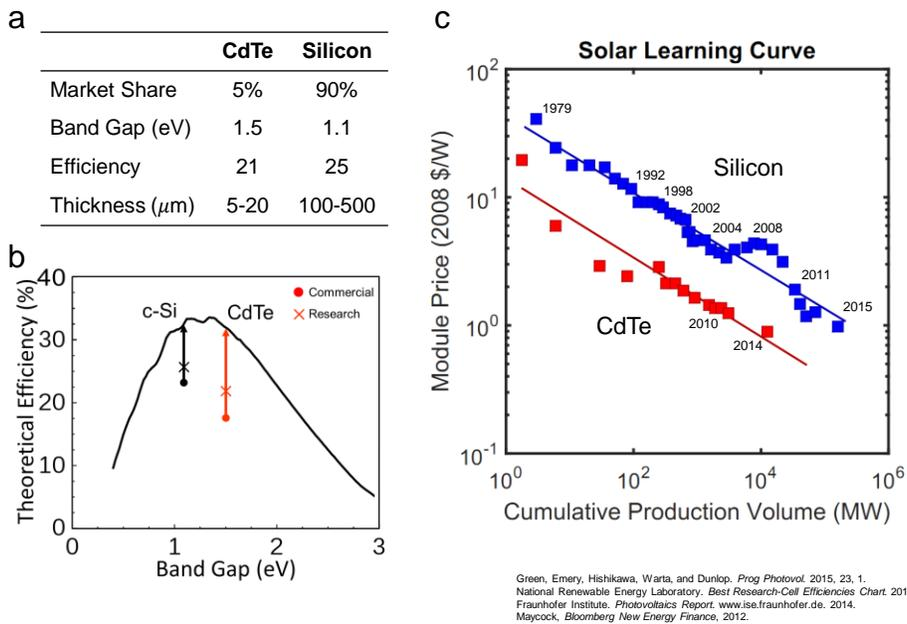 a
CdTe Silicon
Market Share 5% 90%
Band Gap (eV) 1.5 1.1
Efficiency 21 25
Thickness (μm) 5-20 100-500
b
Theoretical Efficiency (%)
40
30
20
10
0
c-Si CdTe
Commercial
Research
0 1 2 3
Band Gap (eV)
c
Solar Learning Curve
Module Price (2008 $/W)
10²
10¹
10⁰
10⁻¹
1979
1992
1998
2002
2004
2008
2011
2015
Silicon
CdTe
2010
2014
10⁰ 10² 10⁴ 10⁶
Cumulative Production Volume (MW)
Green, Emery, Hishikawa, Warta, and Dunlop. Prog Photovol. 2015, 23, 1.
National Renewable Energy Laboratory. Best Research-Cell Efficiencies Chart. 201
Fraunhofer Institute. Photovoltaics Report. www.ise.fraunhofer.de. 2014.
Maycock, Bloomberg New Energy Finance, 2012.